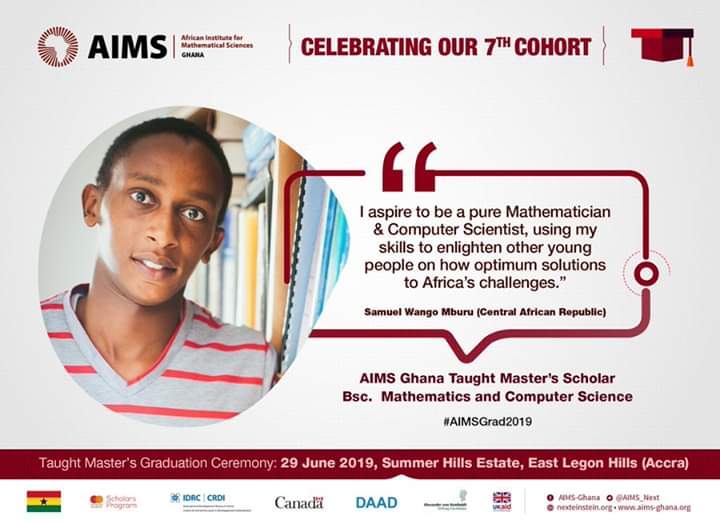 AIMS
African Institute for
Mathematical Sciences
GHANA
CELEBRATING OUR 7TH COHORT
“
I aspire to be a pure Mathematician
& Computer Scientist, using my
skills to enlighten other young
people on how optimum solutions
to Africa's challenges.”
Samuel Wango Mburu (Central African Republic)
AIMS Ghana Taught Master's Scholar
Bsc. Mathematics and Computer Science
#AIMSGrad2019
Taught Master's Graduation Ceremony: 29 June 2019, Summer Hills Estate, East Legon Hills (Accra)
Scholars
Program
IDRC | CRDI
Canada
DAAD
Alexander von Humboldt
UKaid
AIMS-Ghana @AIMS_Next
nexteinstein.org • www.aims-ghana.org